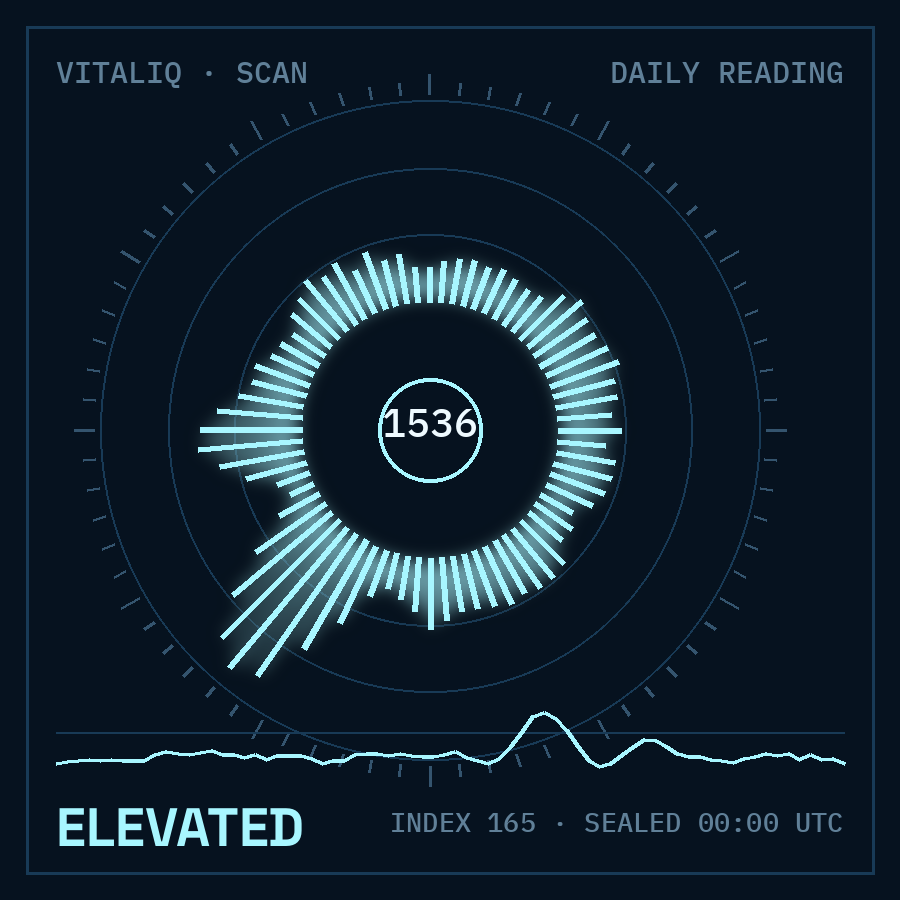 VITALIQ · SCAN
DAILY READING
1536
ELEVATED
INDEX 165 · SEALED 00:00 UTC